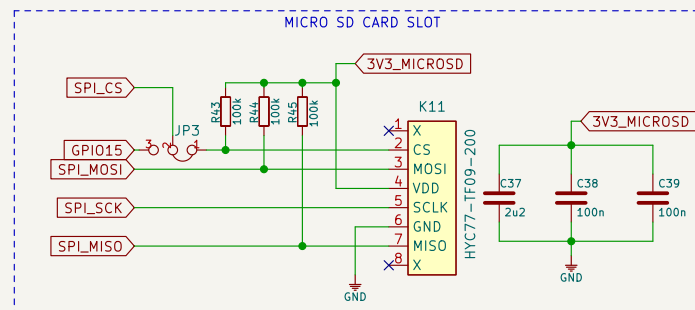 MICRO SD CARD SLOT
3V3_MICROSD
SPI_CS
R43
100k
R44
100k
R45
100k
K11
3V3_MICROSD
JP3
GPIO15
3
2
1
SPI_MOSI
SPI_SCK
SPI_MISO
1 X
2 CS
3 MOSI
4 VDD
5 SCLK
6 GND
7 MISO
8 X
HYC77-TF09-200
GND
C37
2u2
C38
100n
C39
100n
GND